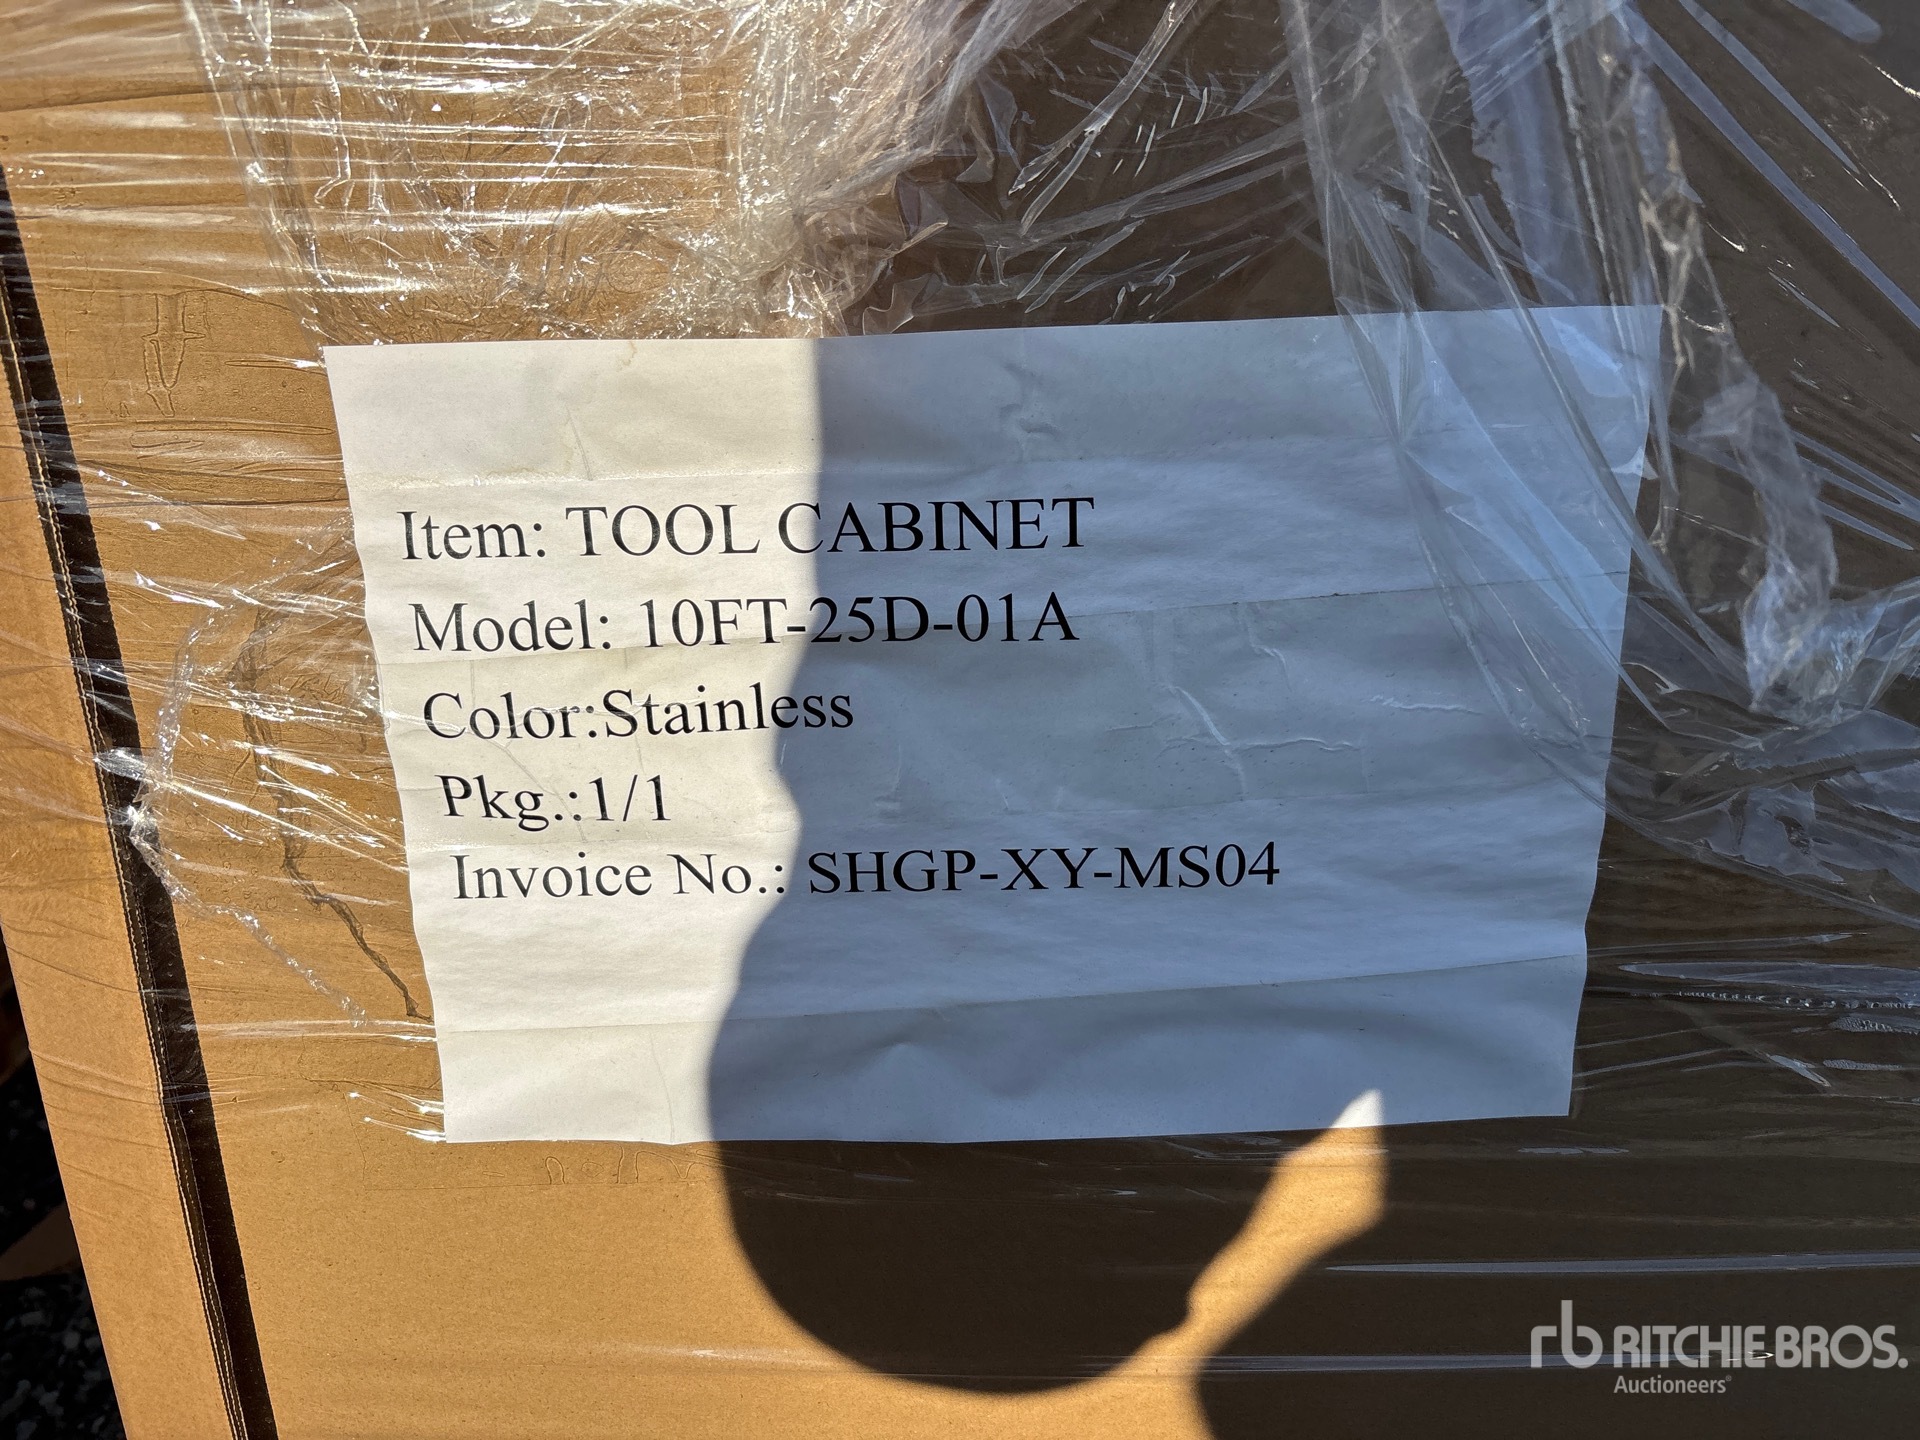 Item: TOOL CABINET
Model: 10FT-25D-01A
Color:Stainless
Pkg.:1/1
Invoice No.: SHGP-XY-MS04
rb RITCHIE BROS.
Auctioneers®